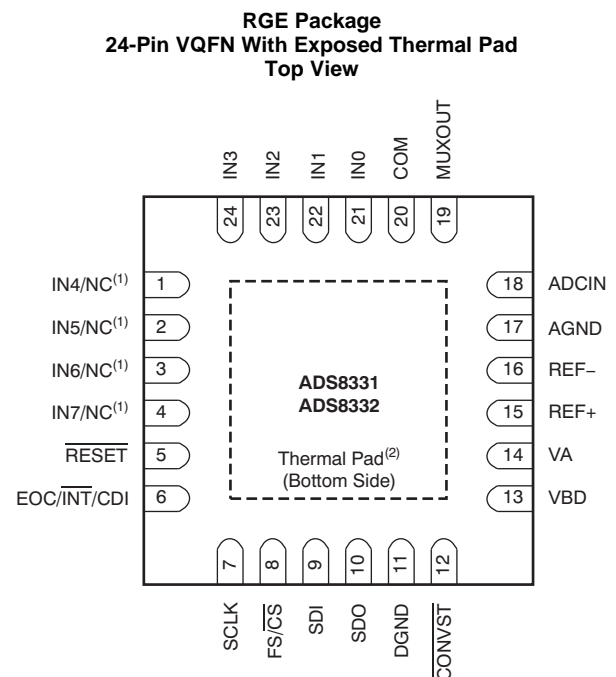 RGE Package
24-Pin VQFN With Exposed Thermal Pad
Top View
IN3
IN2
IN1
IN0
COM
MUXOUT
24
23
22
21
20
19
IN4/NC(1)
1
18
ADCIN
IN5/NC(1)
2
17
AGND
IN6/NC(1)
3
16
REF−
IN7/NC(1)
4
15
REF+
RESET
5
14
VA
EOC/INT/CDI
6
13
VBD
ADS8331
ADS8332
Thermal Pad(2)
(Bottom Side)
7
8
9
10
11
12
SCLK
FS/CS
SDI
SDO
DGND
CONVST